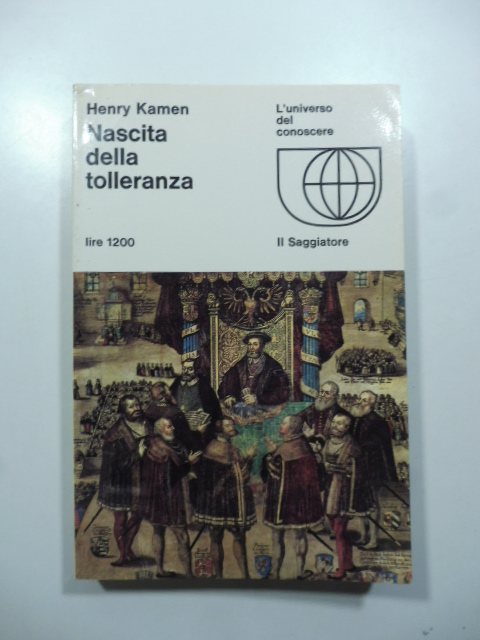 Henry Kamen
Nascita
della
tolleranza
lire 1200
L'universo
del
conoscere
Il Saggiatore